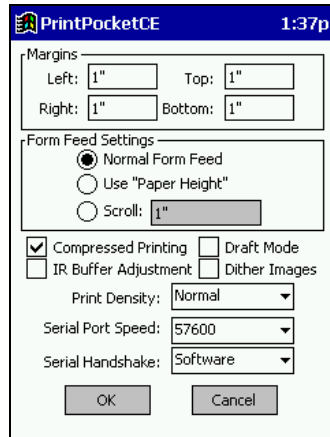 PrintPocketCE 1:37p
Margins
Left: 1" Top: 1"
Right: 1" Bottom: 1"
Form Feed Settings
Normal Form Feed
Use "Paper Height"
Scroll: 1"
Compressed Printing Draft Mode
IR Buffer Adjustment Dither Images
Print Density: Normal
Serial Port Speed: 57600
Serial Handshake: Software
OK Cancel